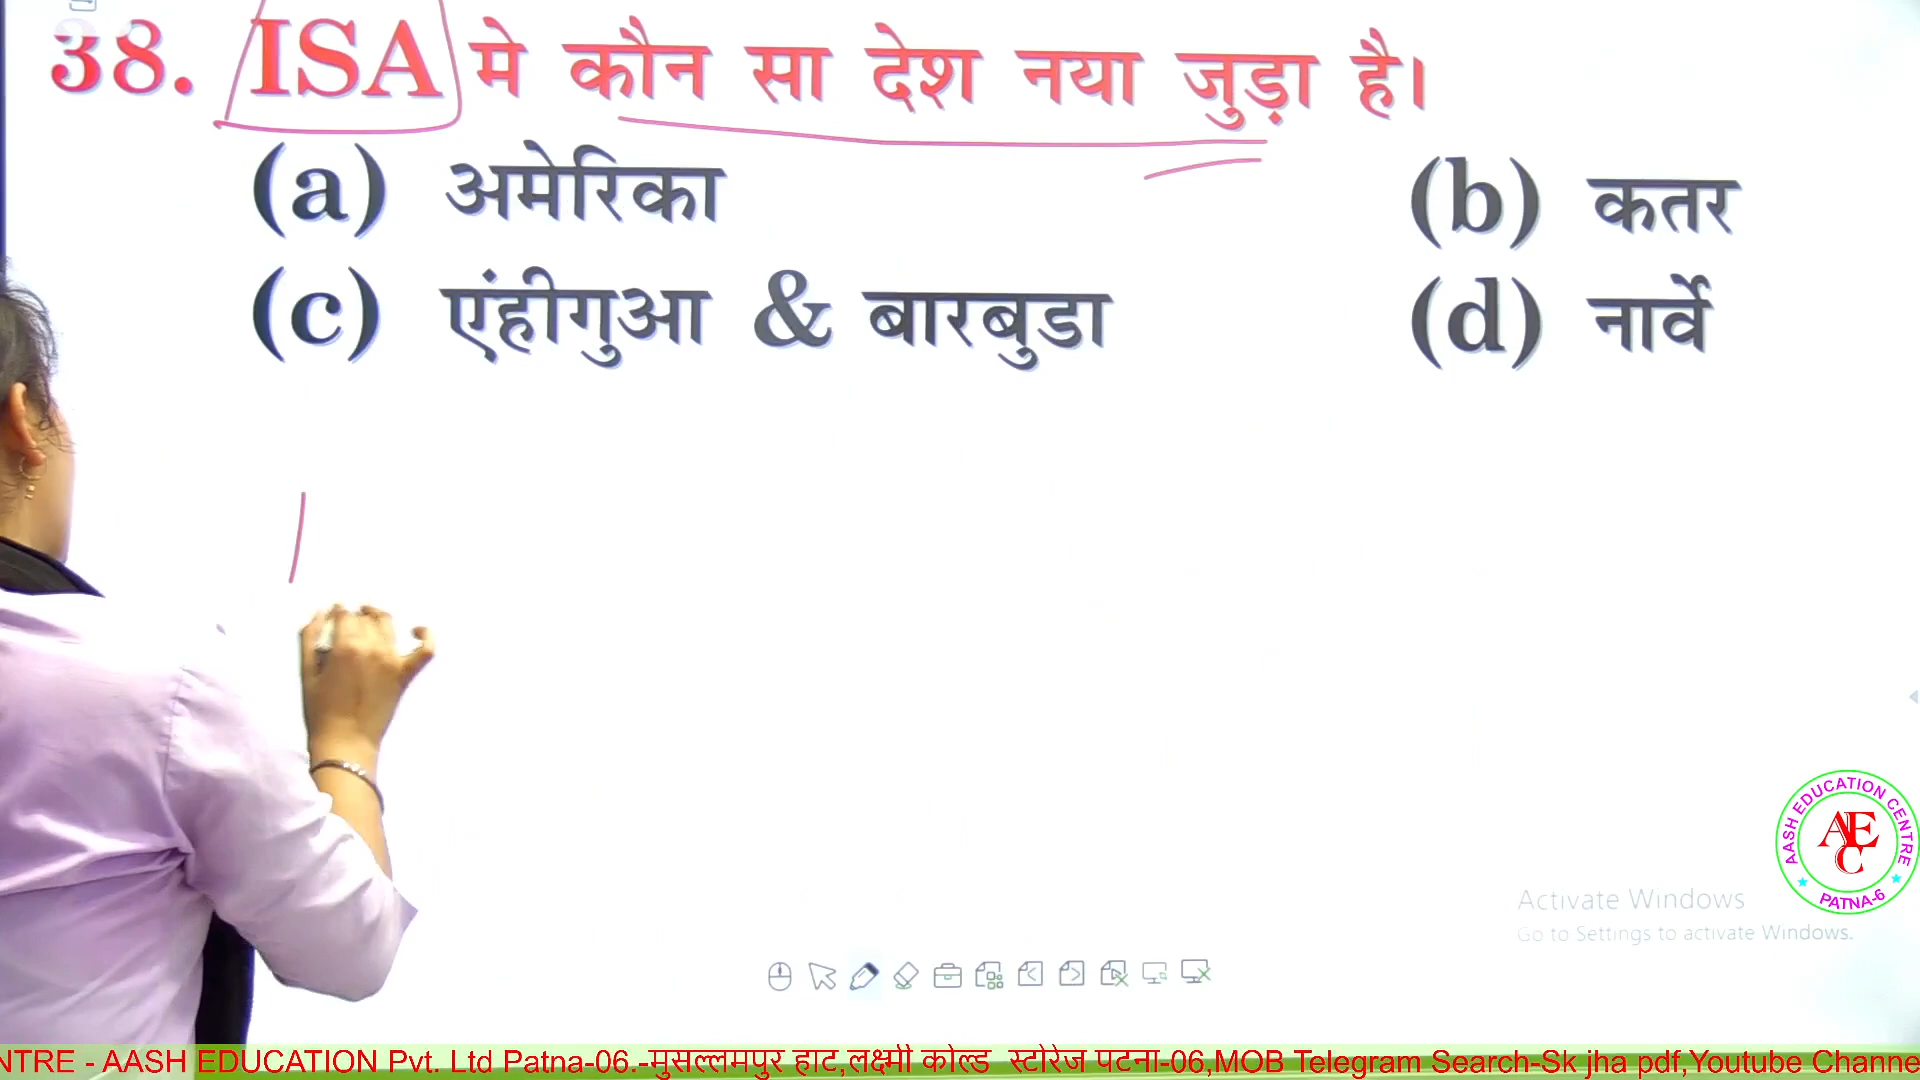 38. ISA मे कौन सा देश नया जुड़ा है।
(a) अमेरिका (b) कतर
(c) एंहीगुआ & बारबुडा (d) नार्वे
AASH EDUCATION CENTRE
AEC
PATNA-6
Activate Windows
Go to Settings to activate Windows.
NTRE - AASH EDUCATION Pvt. Ltd Patna-06.-मुसल्लमपुर हाट,लक्ष्मी कोल्ड स्टोरेज पटना-06,MOB Telegram Search-Sk jha pdf,Youtube Channe